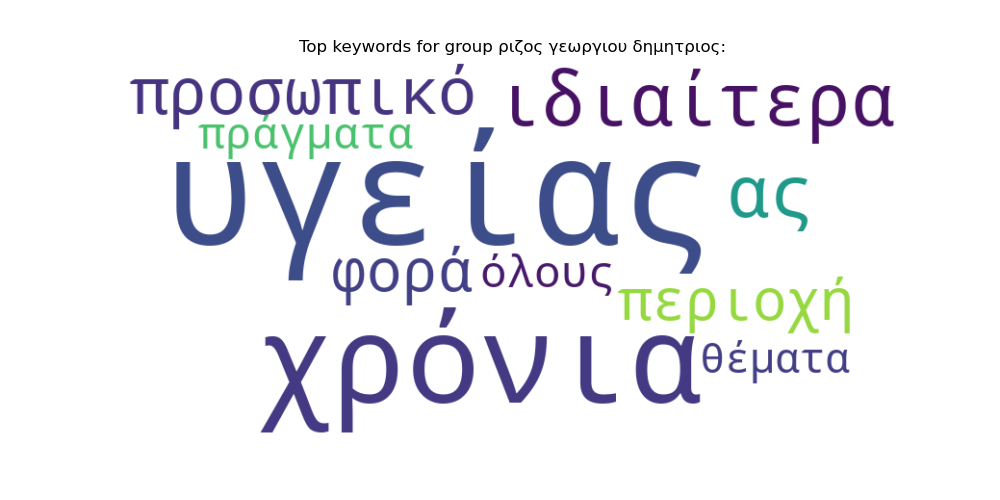 Top keywords for group ριζος γεωργιου δημητριος:
προσωπικό ιδιαίτερα
πράγματα
υγείας ας
φορά όλους
περιοχή
χρόνια θέματα